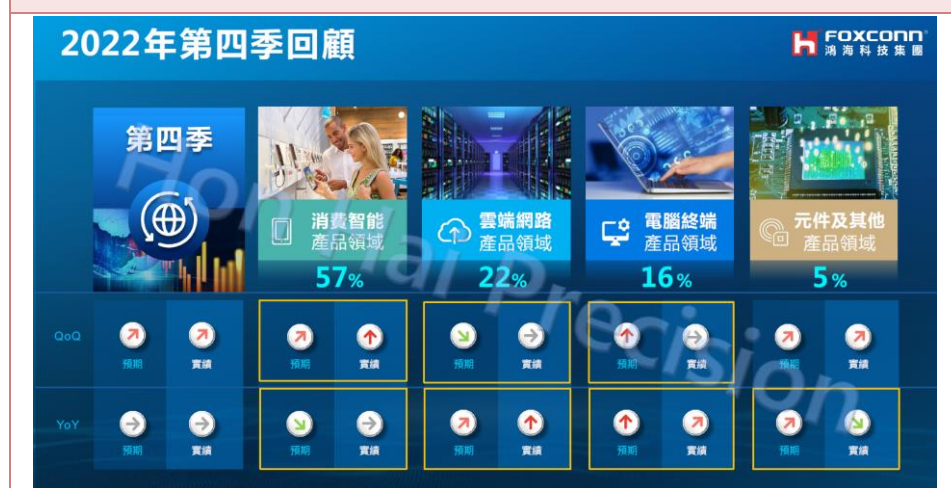 2022年第四季回顧
FOXCONN
鴻海科技集團
第四季
消費智能
產品領域
57%
雲端網路
產品領域
22%
電腦終端
產品領域
16%
元件及其他
產品領域
5%
QoQ
預期 實績 預期 實績 預期 實績 預期 實績 預期 實績
YoY
預期 實績 預期 實績 預期 實績 預期 實績 預期 實績
Hon Hai Precision